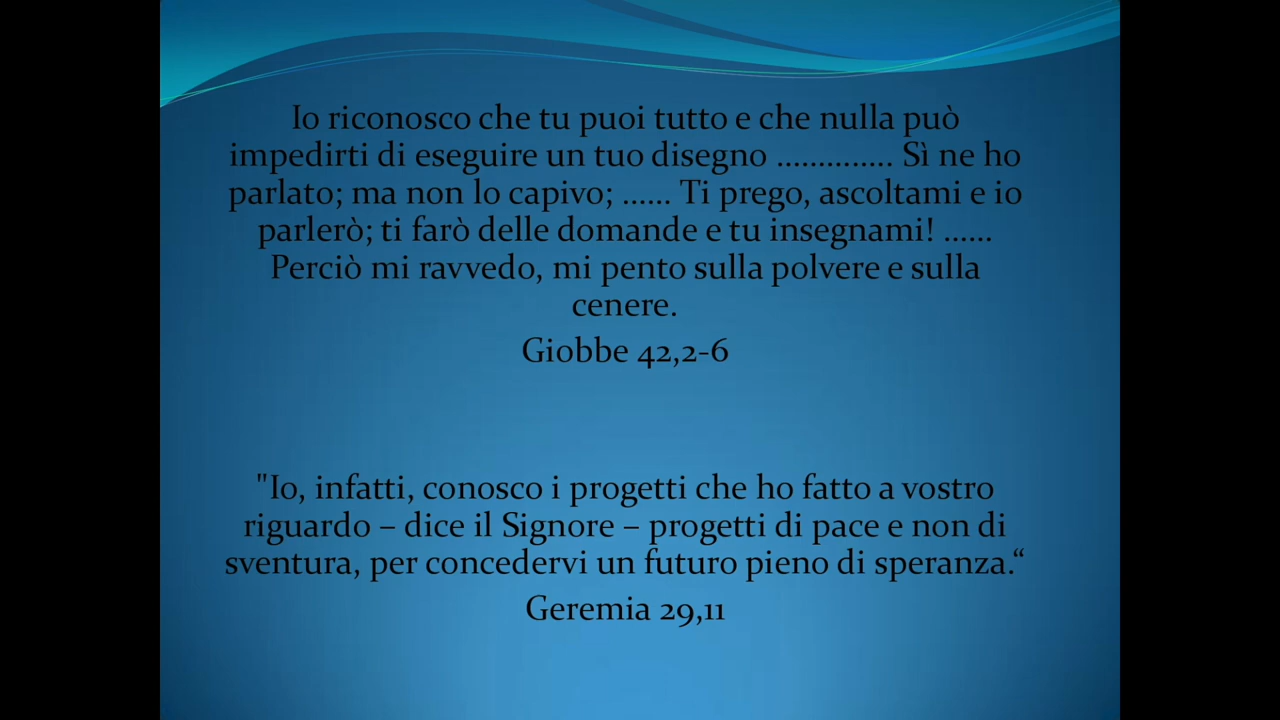 Io riconosco che tu puoi tutto e che nulla può
impedirti di eseguire un tuo disegno .............. Sì ne ho
parlato; ma non lo capivo; ...... Ti prego, ascoltami e io
parlerò; ti farò delle domande e tu insegnami! ......
Perciò mi ravvedo, mi pento sulla polvere e sulla
cenere.
Giobbe 42,2-6
"Io, infatti, conosco i progetti che ho fatto a vostro
riguardo – dice il Signore – progetti di pace e non di
sventura, per concedervi un futuro pieno di speranza.“
Geremia 29,11